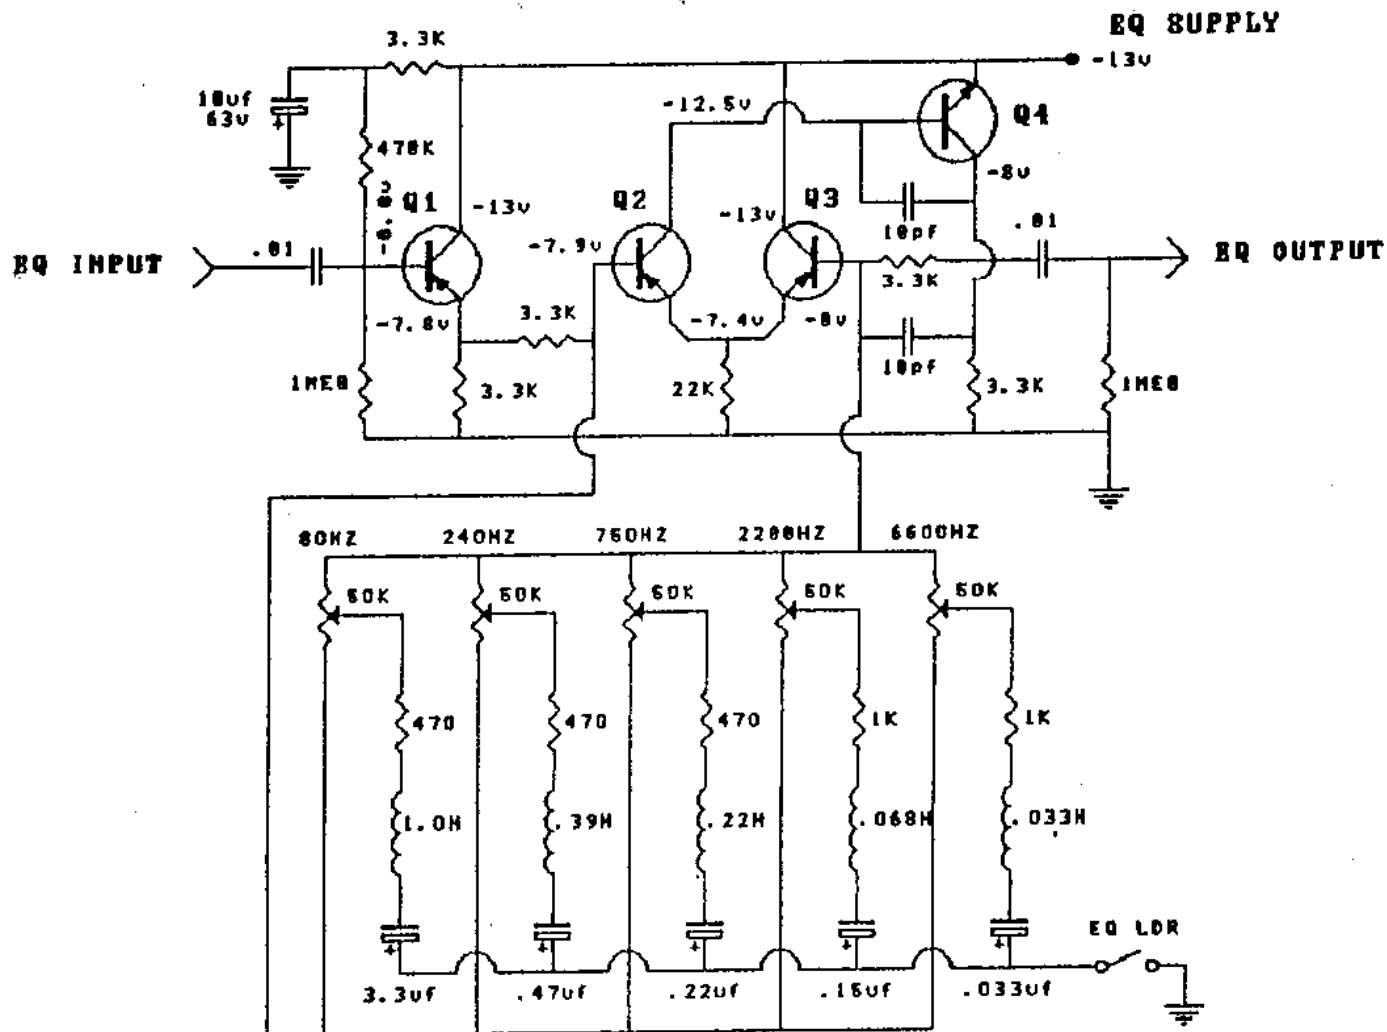 EQ SUPPLY
3.3K
-13v
10uf
63v
-12.5v
Q4
470K
-8v
Q1
-13v
Q2
-13v
Q3
10pf
.01
EQ INPUT
.01
-7.9v
EQ OUTPUT
3.3K
-7.8v
3.3K
-7.4v
-8v
10pf
1MEG
3.3K
22K
3.3K
1MEG
80HZ
240HZ
750HZ
2200HZ
6600HZ
50K
50K
50K
50K
50K
470
470
470
1K
1K
1.0H
.39H
.22H
.068H
.033H
EQ LDR
3.3uf
.47uf
.22uf
.15uf
.033uf